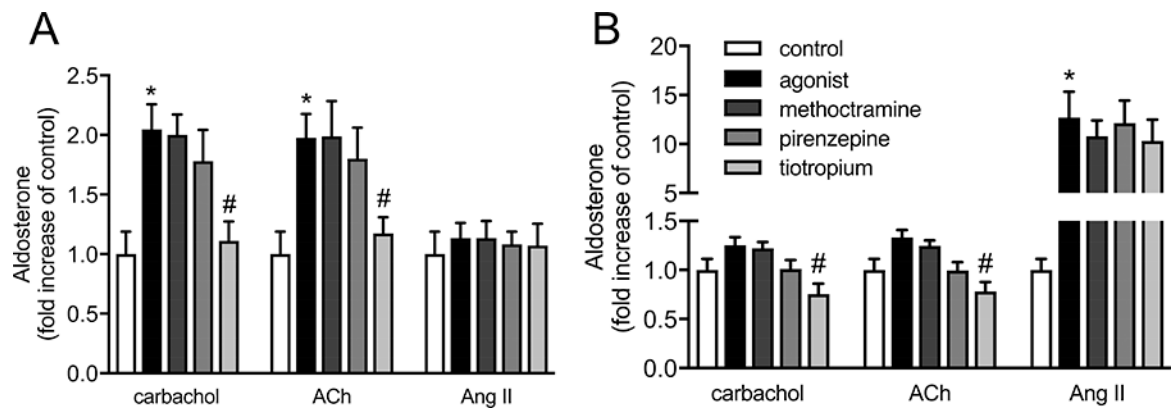 A
Aldosterone
(fold increase of control)
2.5
2.0
1.5
1.0
0.5
0.0
*
*
#
#
carbachol
ACh
Ang II
B
Aldosterone
(fold increase of control)
20
15
10
5
1.5
1.0
0.5
0.0
control
agonist
methoctramine
pirenzepine
tiotropium
*
#
#
carbachol
ACh
Ang II